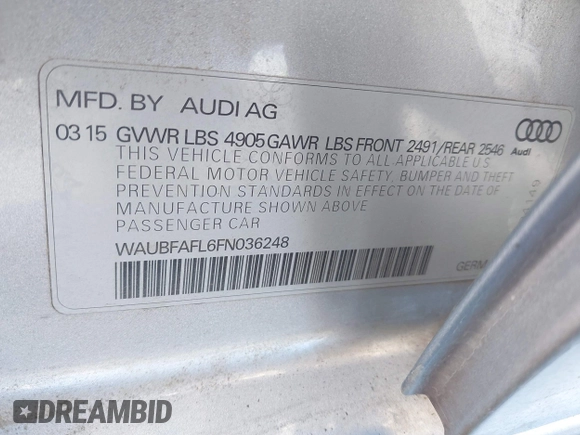 MFD. BY AUDI AG
03 15 GVWR LBS 4905 GAWR LBS FRONT 2491/REAR 2546
Audi
THIS VEHICLE CONFORMS TO ALL APPLICABLE U.S.
FEDERAL MOTOR VEHICLE SAFETY, BUMPER AND THEFT
PREVENTION STANDARDS IN EFFECT ON THE DATE OF
MANUFACTURE SHOWN ABOVE
PASSENGER CAR
WAUBFAFL6FN036248
GERM
DREAMBID